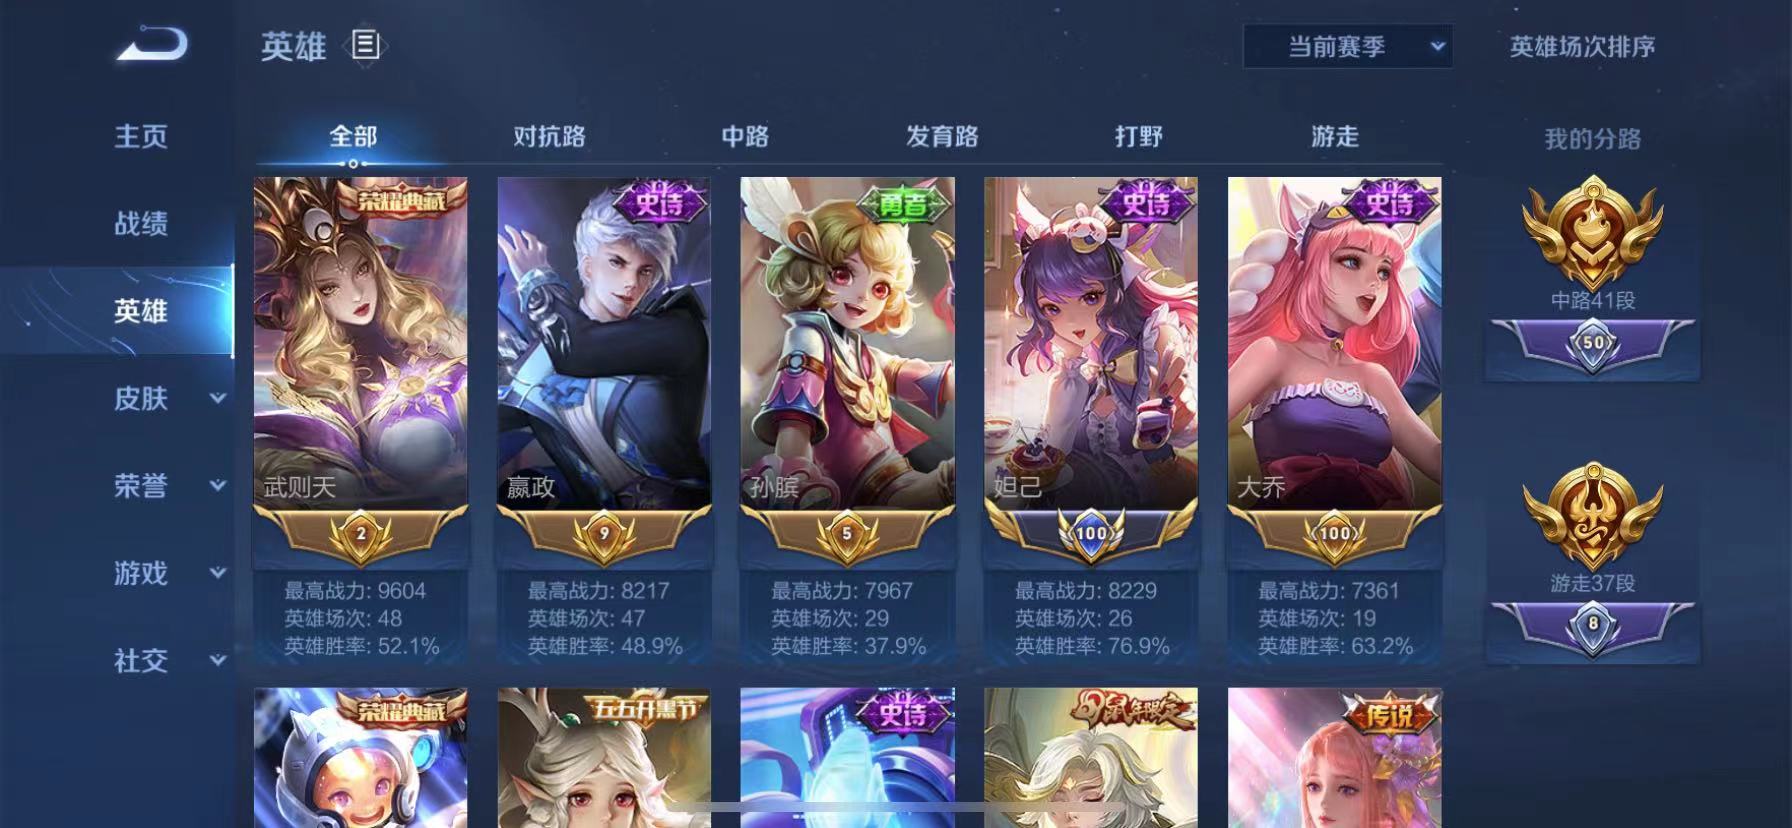 英雄
当前赛季
英雄场次排序
主页
战绩
英雄
皮肤
荣誉
游戏
社交
全部
对抗路
中路
发育路
打野
游走
我的分路
荣耀典藏
史诗
勇者
史诗
史诗
武则天
嬴政
孙膑
妲己
大乔
2
9
5
100
100
最高战力: 9604
英雄场次: 48
英雄胜率: 52.1%
最高战力: 8217
英雄场次: 47
英雄胜率: 48.9%
最高战力: 7967
英雄场次: 29
英雄胜率: 37.9%
最高战力: 8229
英雄场次: 26
英雄胜率: 76.9%
最高战力: 7361
英雄场次: 19
英雄胜率: 63.2%
中路41段
50
游走37段
8
荣耀典藏
五五开黑节
史诗
鼠年限定
传说